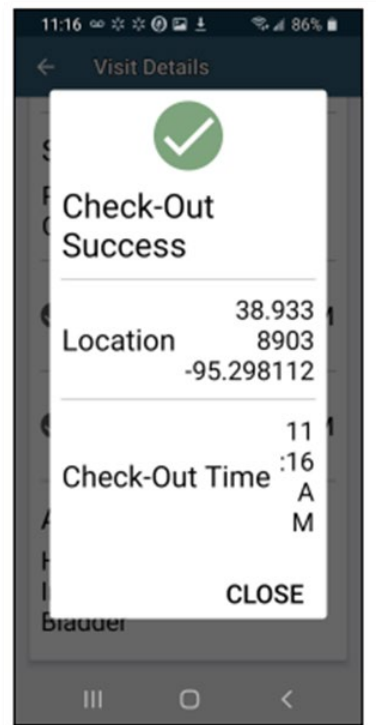 11:16
86%
Visit Details
Check-Out
Success
Location
38.933
8903
-95.298112
Check-Out Time
11
:16
A
M
CLOSE
Bladder